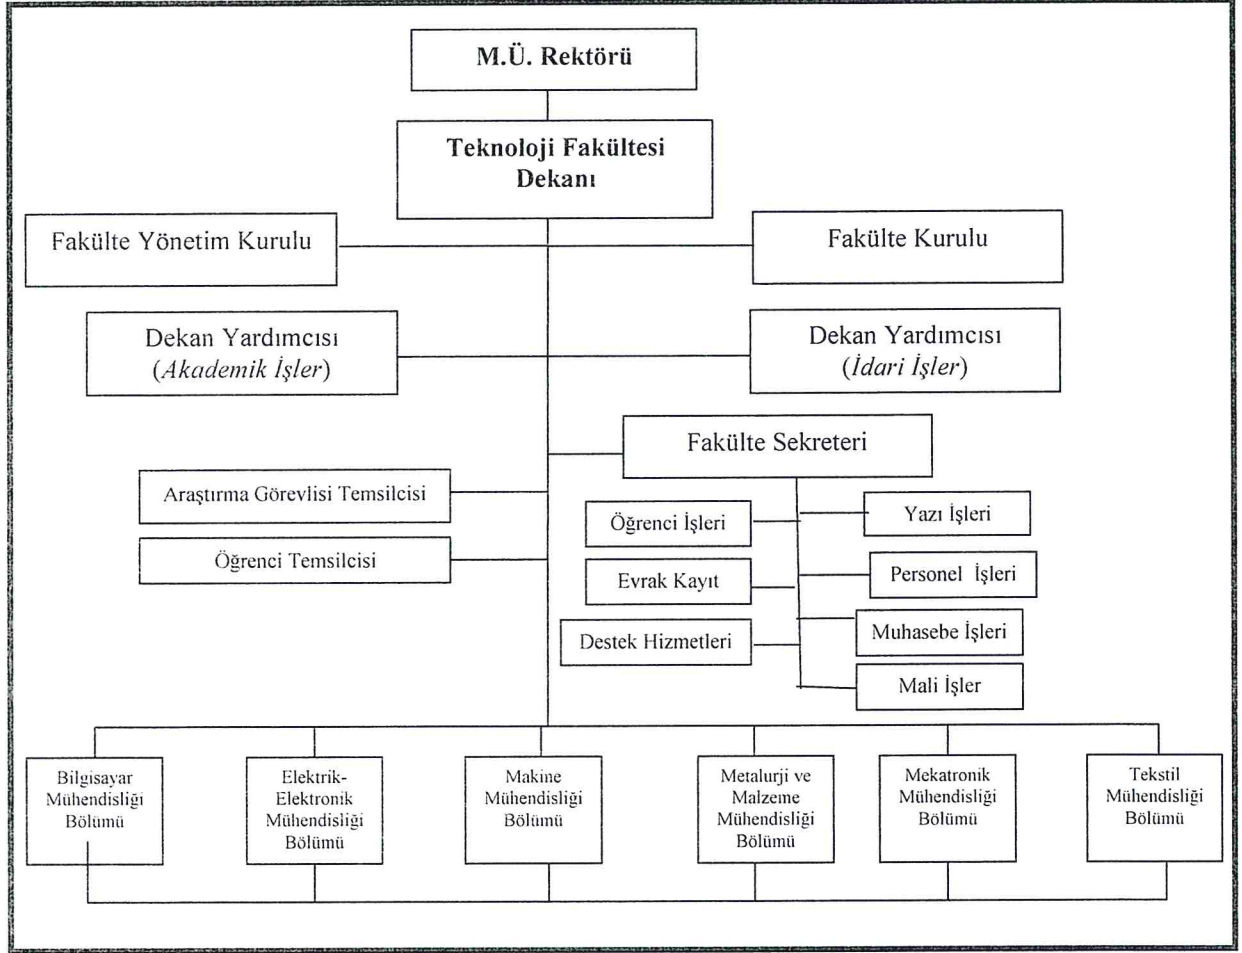 M.Ü. Rektörü
Teknoloji Fakültesi
Dekanı
Fakülte Yönetim Kurulu
Fakülte Kurulu
Dekan Yardımcısı
(Akademik İşler)
Dekan Yardımcısı
(İdari İşler)
Fakülte Sekreteri
Araştırma Görevlisi Temsilcisi
Öğrenci Temsilcisi
Öğrenci İşleri
Yazı İşleri
Evrak Kayıt
Personel İşleri
Destek Hizmetleri
Muhasebe İşleri
Mali İşler
Bilgisayar
Mühendisliği
Bölümü
Elektrik-
Elektronik
Mühendisliği
Bölümü
Makine
Mühendisliği
Bölümü
Metalurji ve
Malzeme
Mühendisliği
Bölümü
Mekatronik
Mühendisliği
Bölümü
Tekstil
Mühendisliği
Bölümü